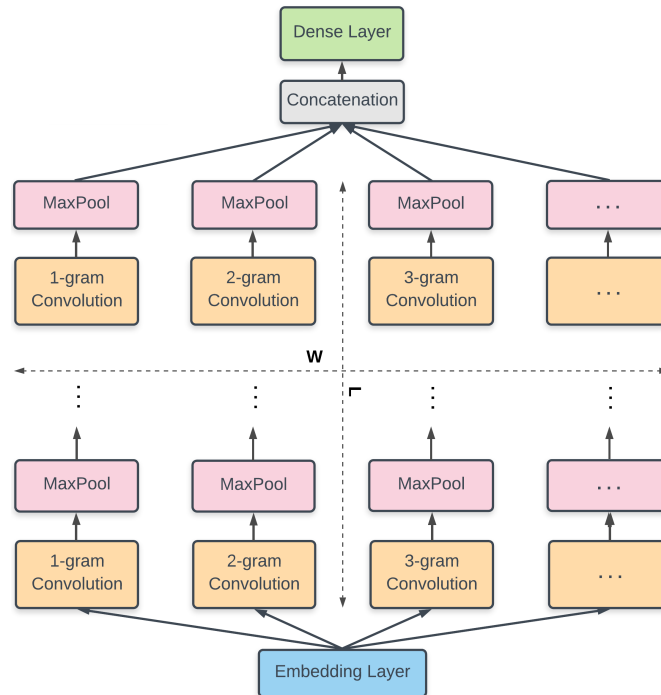 Dense Layer
Concatenation
MaxPool
MaxPool
MaxPool
...
1-gram
Convolution
2-gram
Convolution
3-gram
Convolution
...
W
L
...
...
...
...
MaxPool
MaxPool
MaxPool
...
1-gram
Convolution
2-gram
Convolution
3-gram
Convolution
...
Embedding Layer